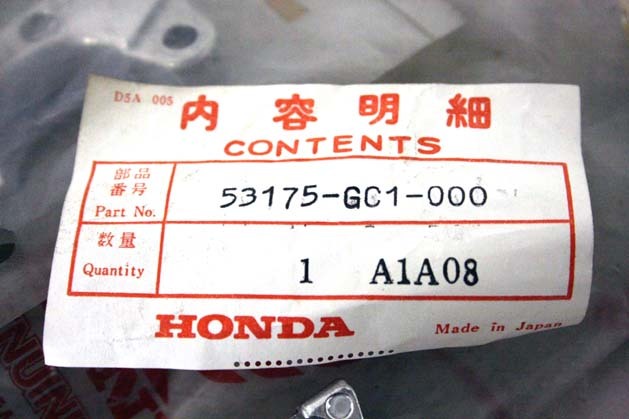 D5A 005
内容明細
CONTENTS
部品
番号
Part No.
53175-GC1-000
数量
Quantity
1 A1A08
HONDA
Made in Japan